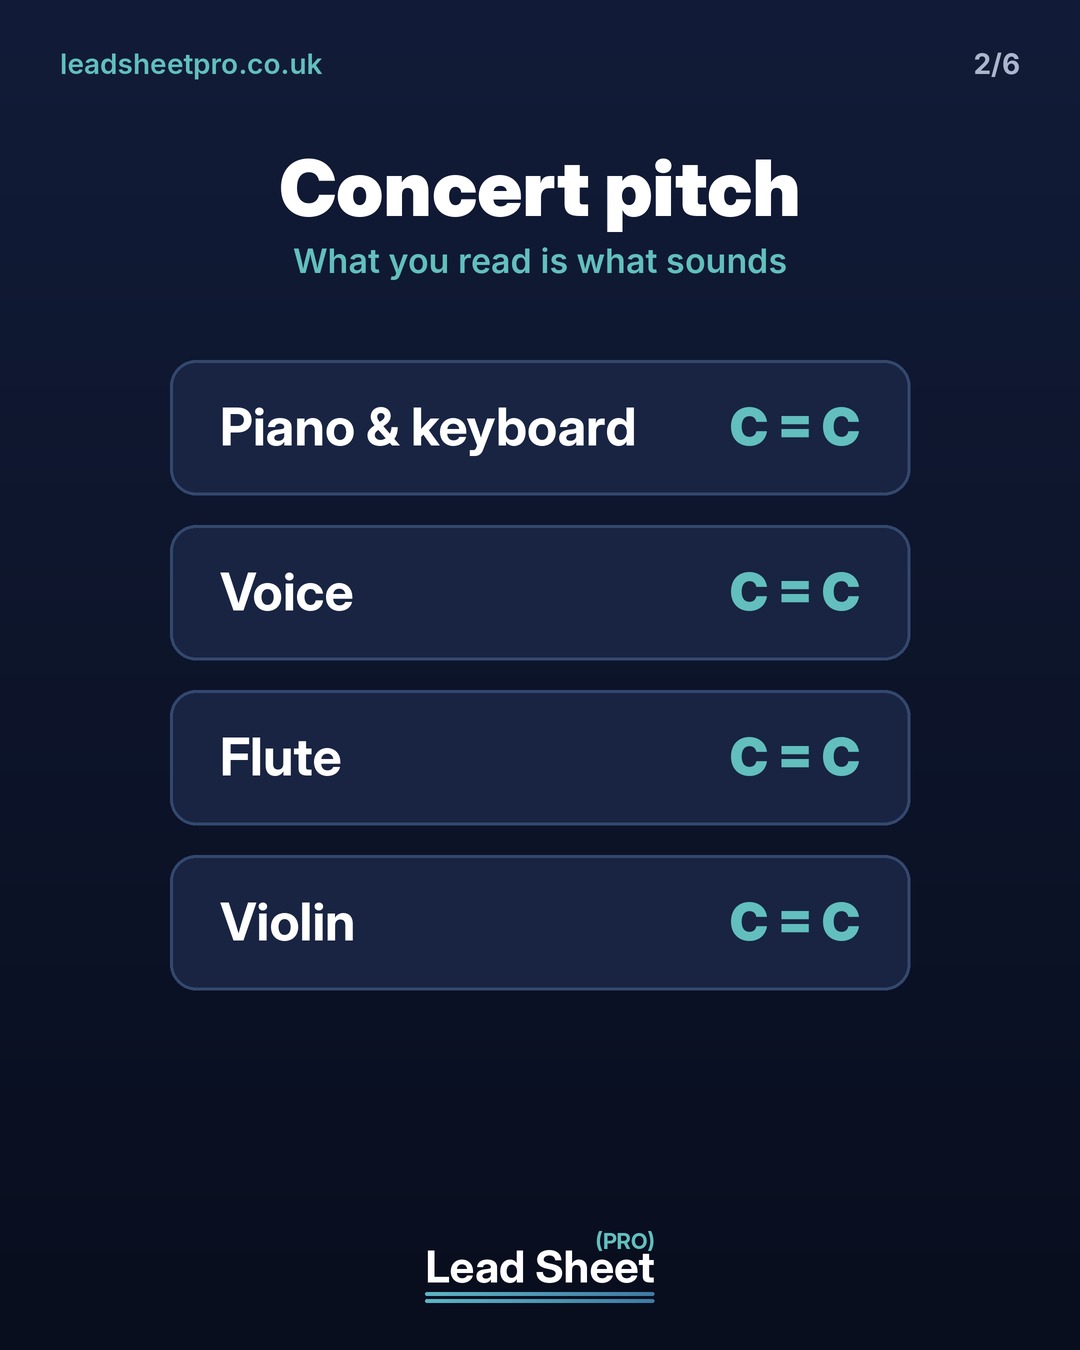 leadsheetpro.co.uk
2/6
Concert pitch
What you read is what sounds
Piano & keyboard C = C
Voice C = C
Flute C = C
Violin C = C
(PRO)
Lead Sheet